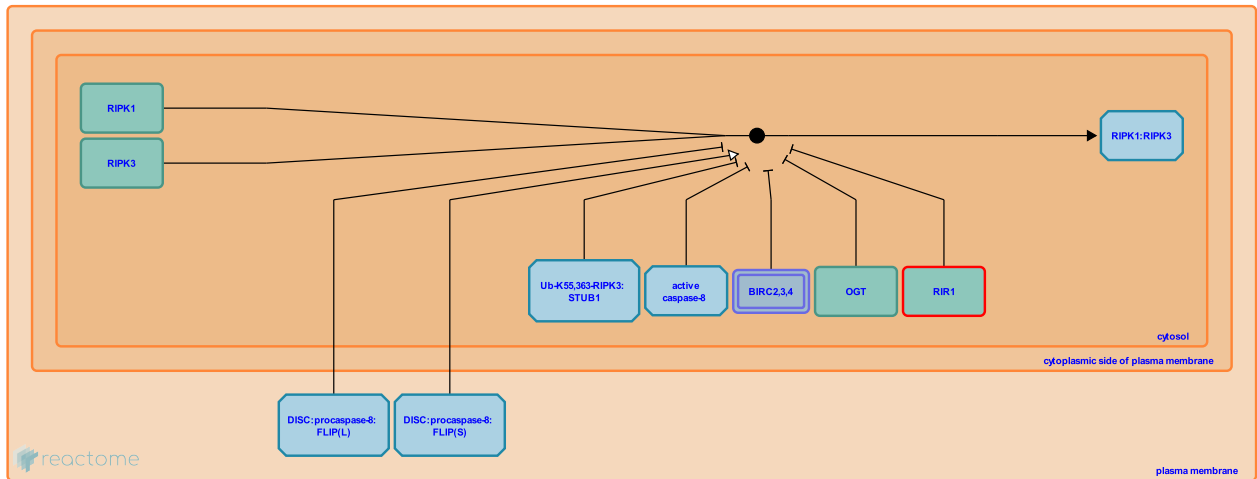 RIPK1
RIPK3
RIPK1:RIPK3
Ub-K55,363-RIPK3:
STUB1
active
caspase-8
BIRC2,3,4
OGT
RIR1
cytosol
cytoplasmic side of plasma membrane
DISC:procaspase-8:
FLIP(L)
DISC:procaspase-8:
FLIP(S)
reactome
plasma membrane